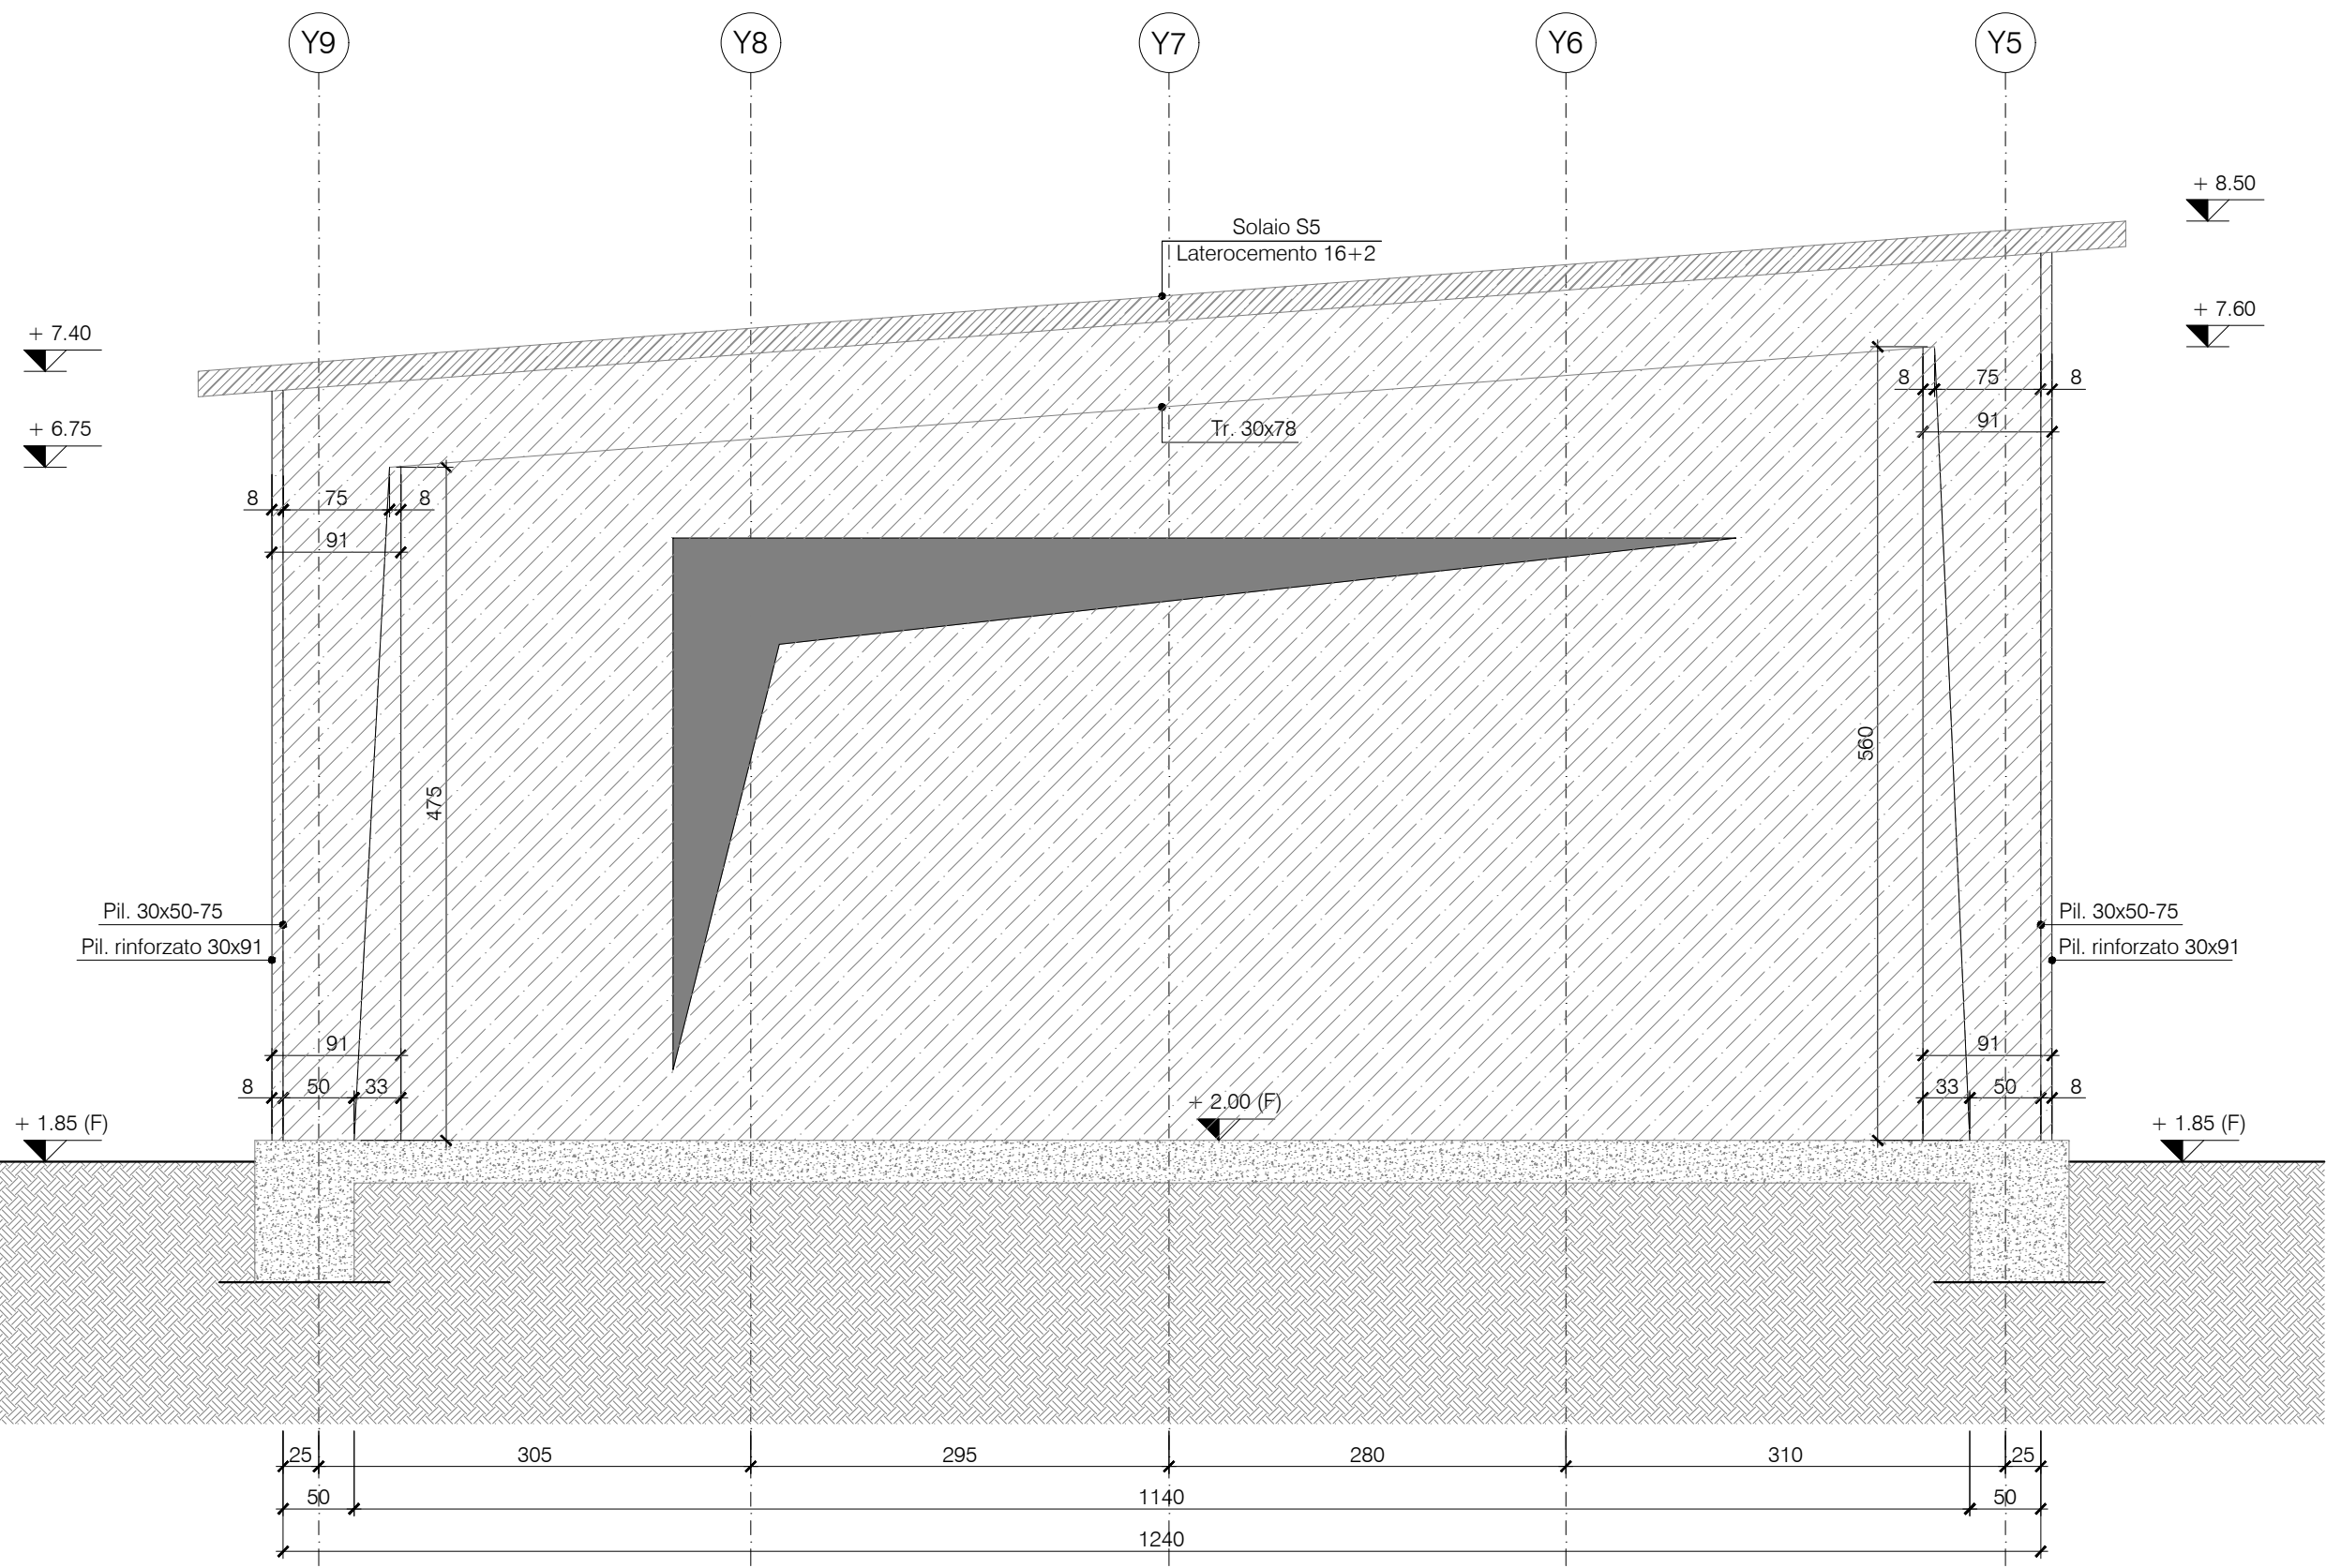 Y9 Y8 Y7 Y6 Y5
+ 8.50
Solaio S5
Laterocemento 16+2
+ 7.40
+ 7.60
8 75 8
91
Tr. 30x78
+ 6.75
8 75 8
91
560
475
Pil. 30x50-75
Pil. rinforzato 30x91
Pil. 30x50-75
Pil. rinforzato 30x91
91
8 50 33
91
33 50 8
+ 1.85 (F)
+ 2.00 (F)
+ 1.85 (F)
25 305 295 280 310 25
50 1140 50
1240